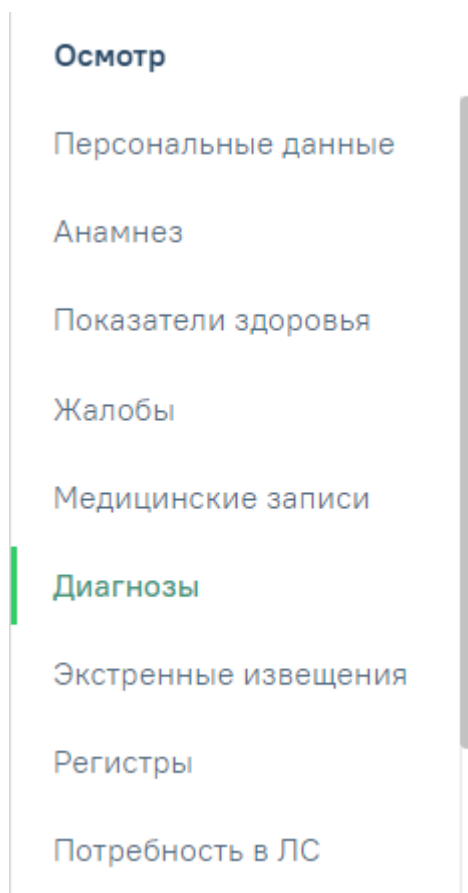 Осмотр
Персональные данные
Анамнез
Показатели здоровья
Жалобы
Медицинские записи
Диагнозы
Экстренные извещения
Регистры
Потребность в ЛС